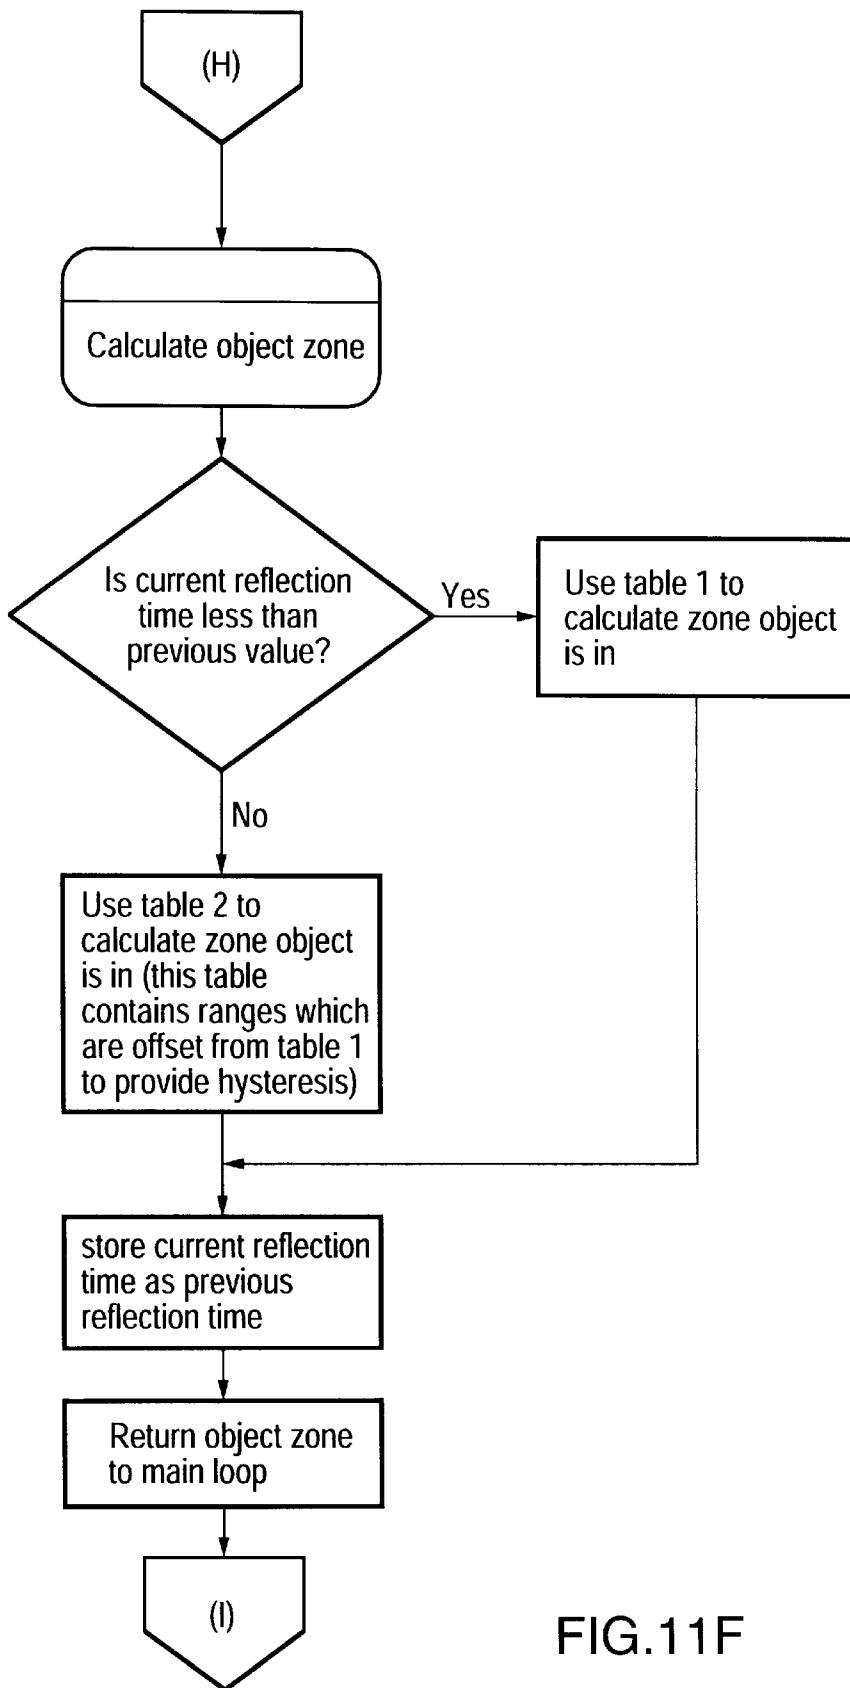 (H)
Calculate object zone
Is current reflection
time less than
previous value?
Yes
Use table 1 to
calculate zone object
is in
No
Use table 2 to
calculate zone object
is in (this table
contains ranges which
are offset from table 1
to provide hysteresis)
store current reflection
time as previous
reflection time
Return object zone
to main loop
(I)
FIG.11F